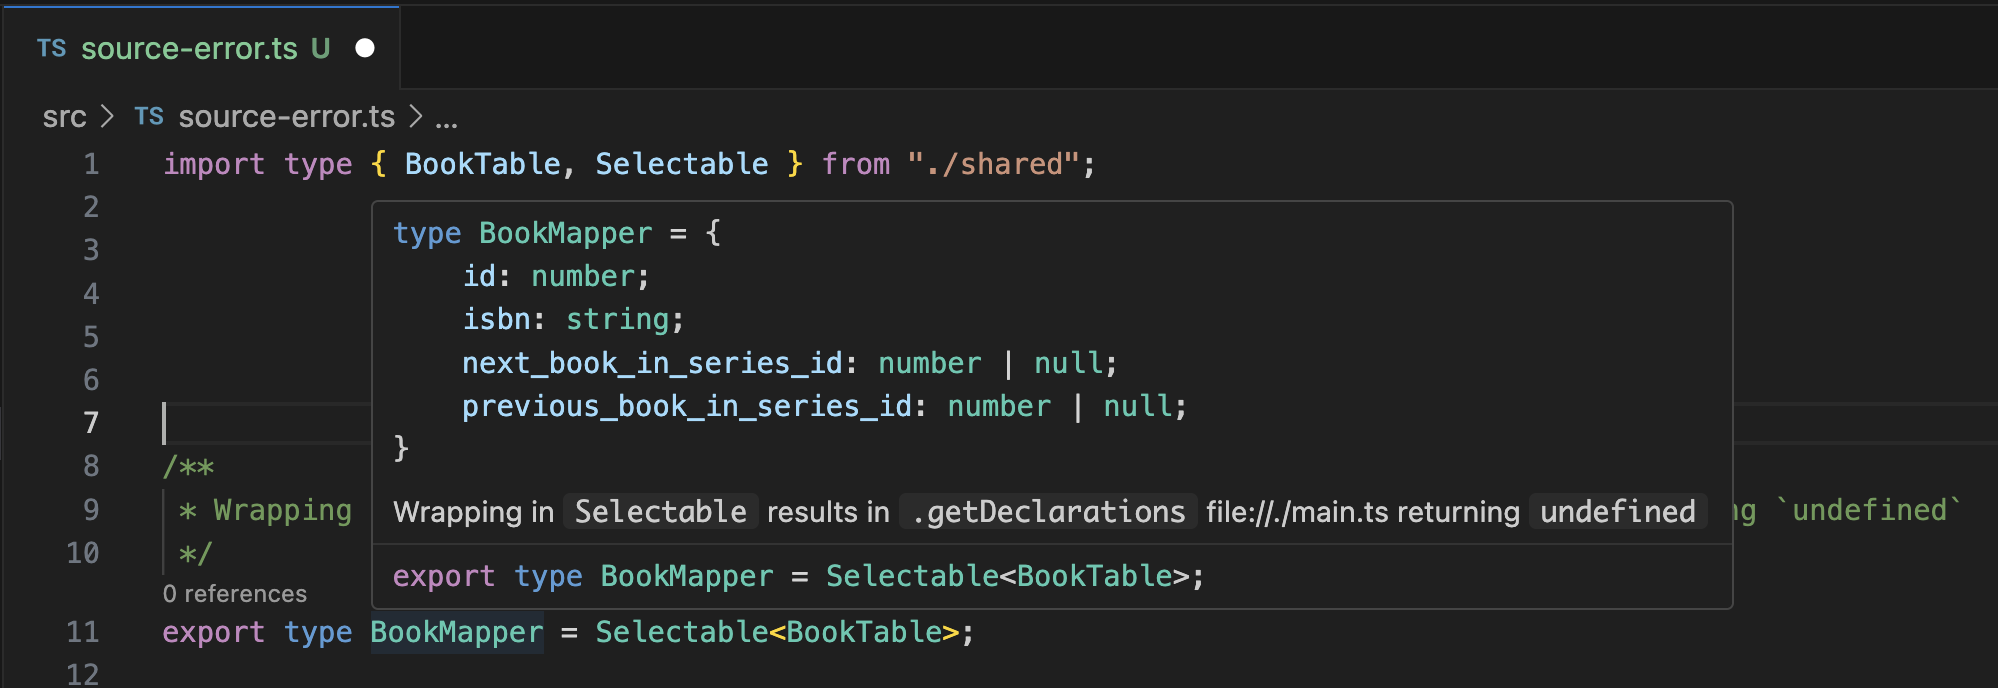 TS source-error.ts U
src > TS source-error.ts > ...
1 import type { BookTable, Selectable } from "./shared";
2
3
4
5
6
7
type BookMapper = {
id: number;
isbn: string;
next_book_in_series_id: number | null;
previous_book_in_series_id: number | null;
}
Wrapping in Selectable results in .getDeclarations file://./main.ts returning undefined
export type BookMapper = Selectable<BookTable>;
8 /**
9 * Wrapping ng `undefined`
10 */
0 references
11 export type BookMapper = Selectable<BookTable>;
12